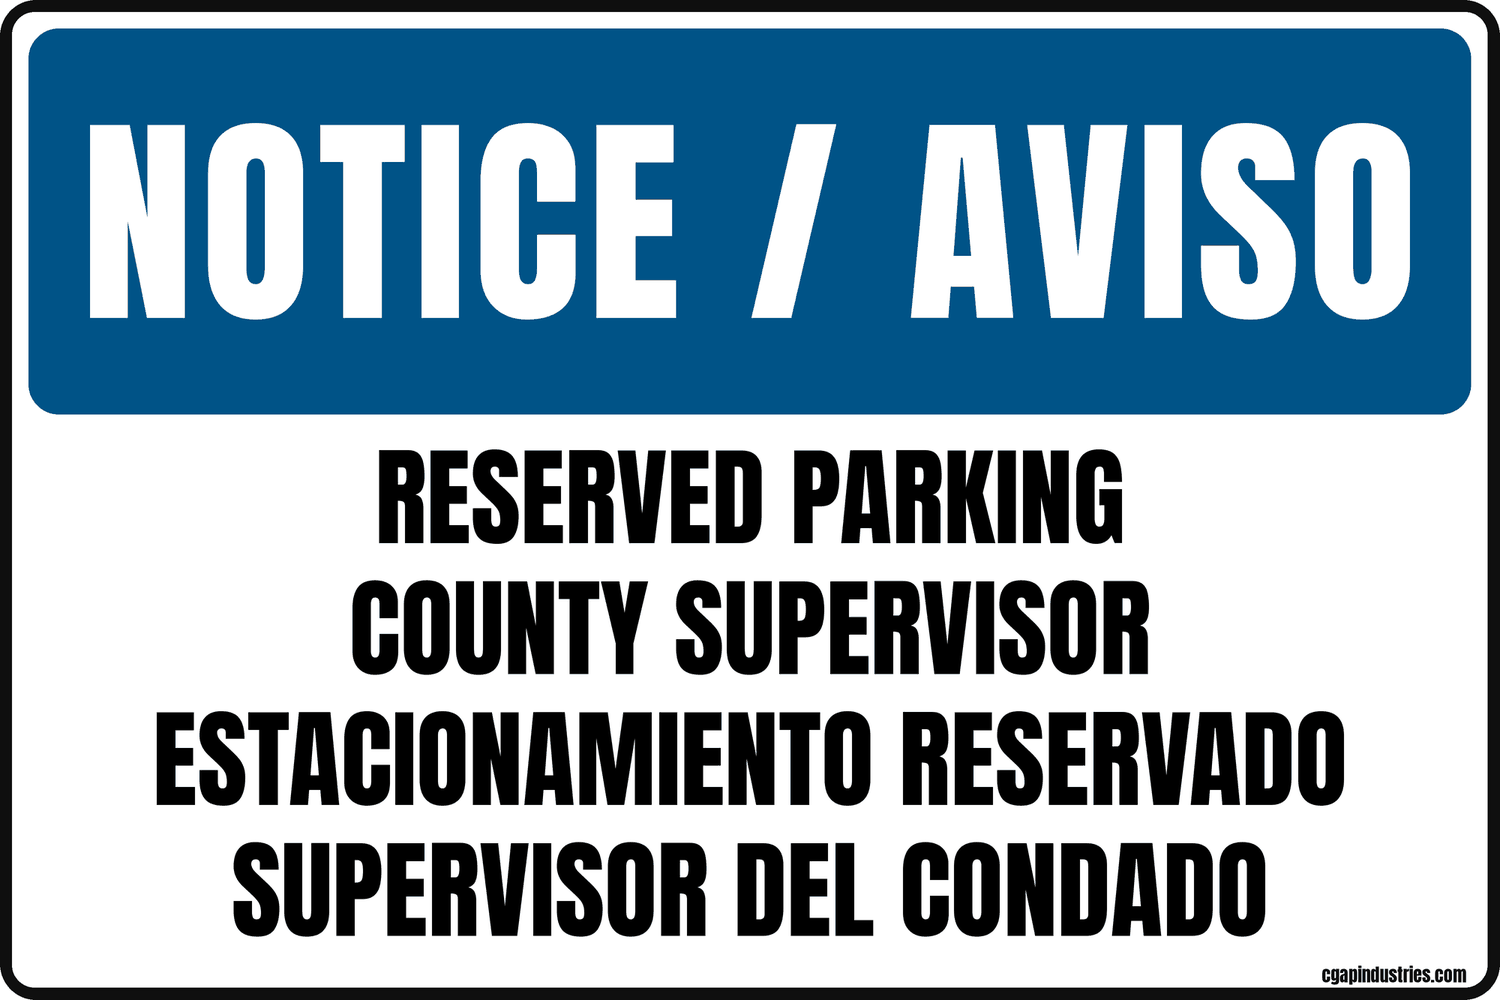 NOTICE / AVISO
RESERVED PARKING
COUNTY SUPERVISOR
ESTACIONAMIENTO RESERVADO
SUPERVISOR DEL CONDADO
cgapindustries.com